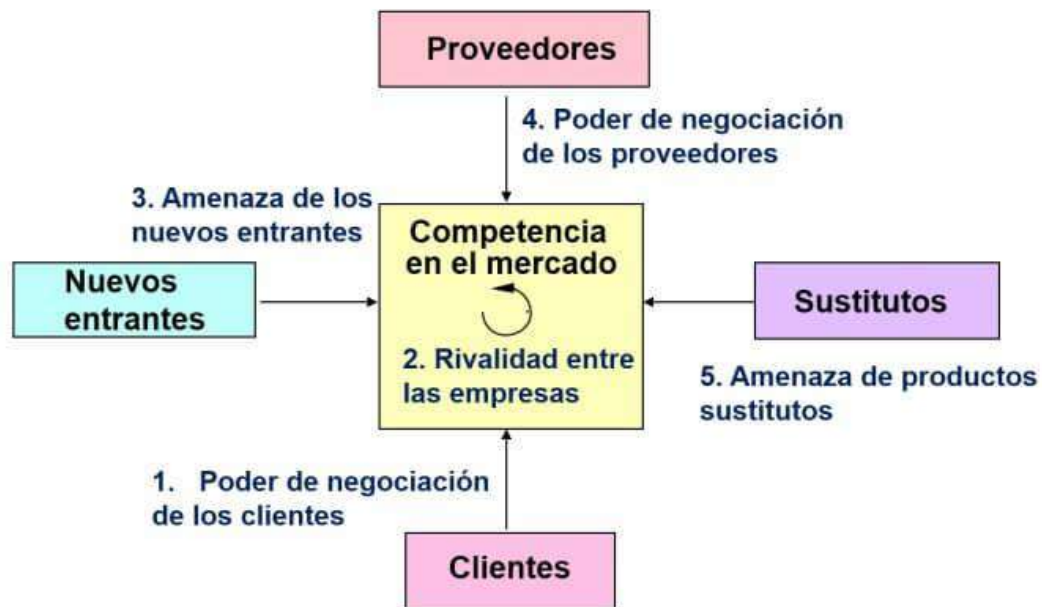 Proveedores
4. Poder de negociación
de los proveedores
3. Amenaza de los
nuevos entrantes
Competencia
en el mercado
Nuevos
entrantes
Sustitutos
2. Rivalidad entre
las empresas
5. Amenaza de productos
sustitutos
1. Poder de negociación
de los clientes
Clientes